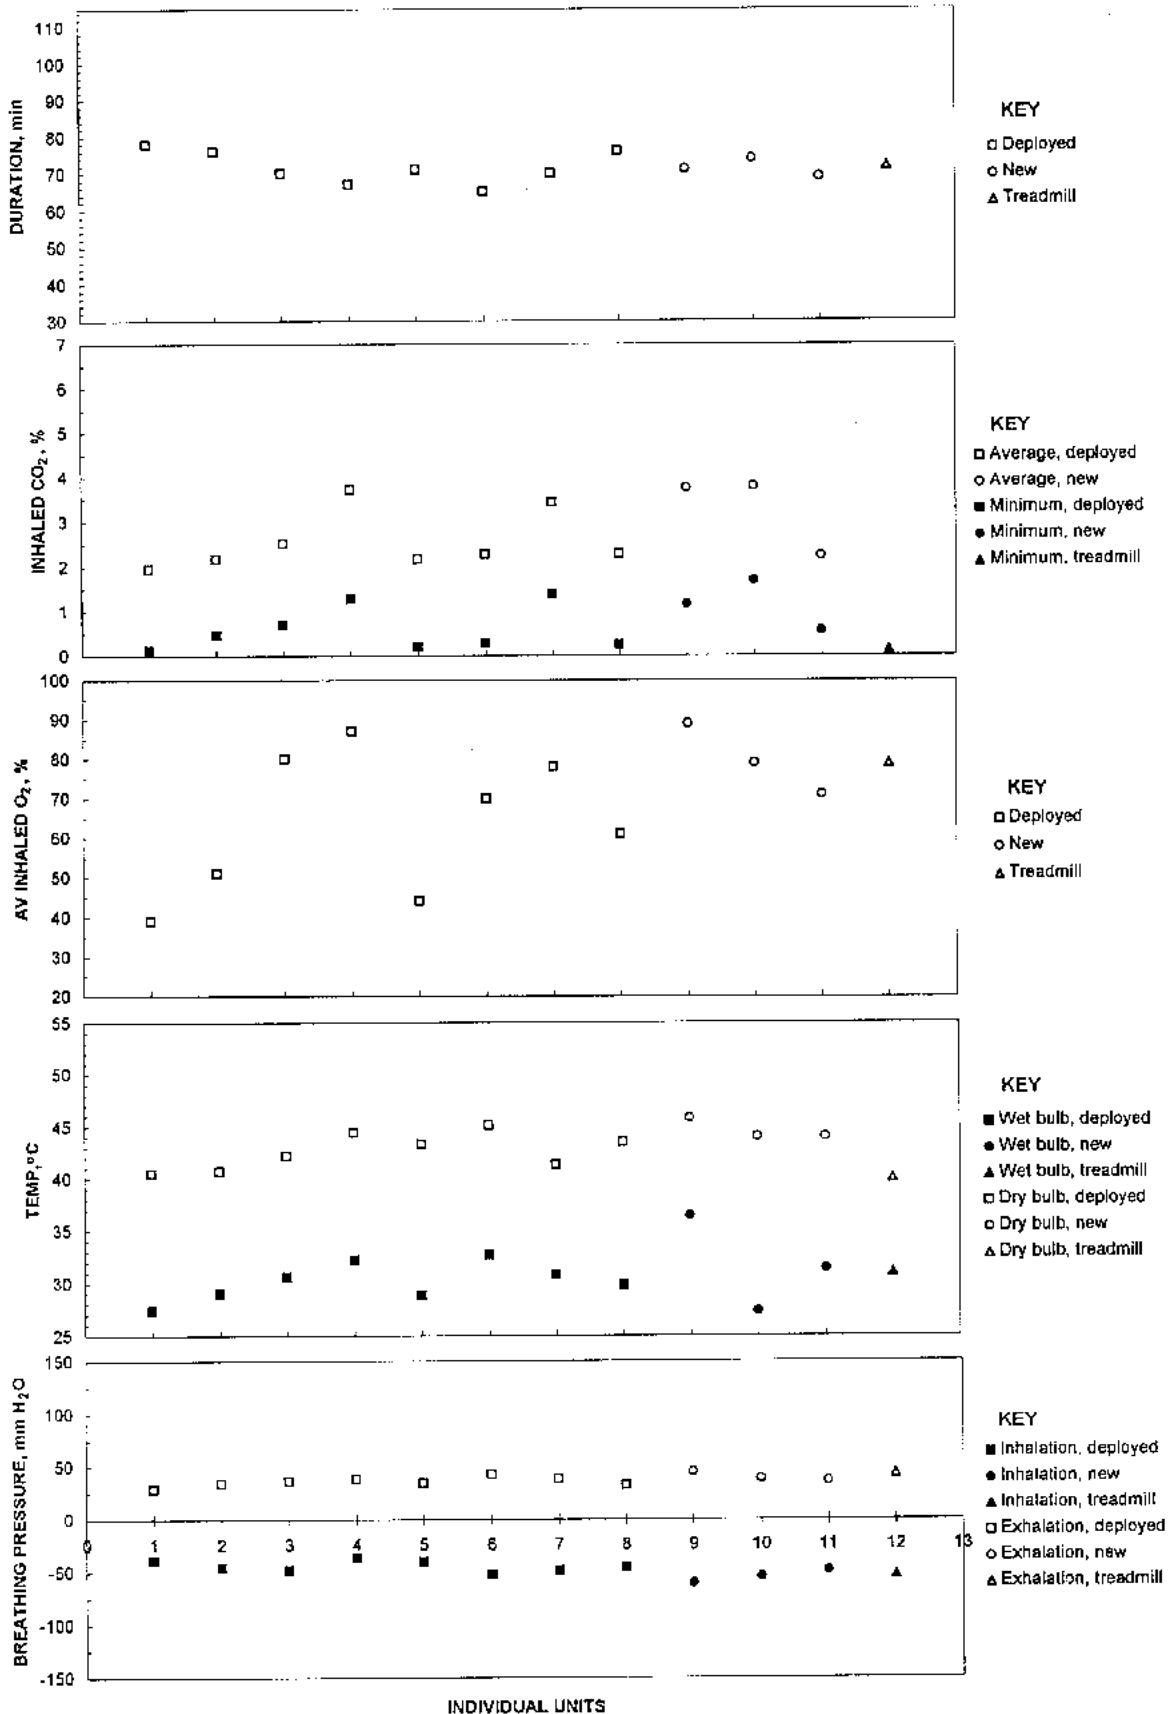 DURATION, min
110
100
90
80
70
60
50
40
30
KEY
Deployed
New
Treadmill
INHALED CO₂, %
7
6
5
4
3
2
1
0
KEY
Average, deployed
Average, new
Minimum, deployed
Minimum, new
Minimum, treadmill
AV INHALED O₂, %
100
90
80
70
60
50
40
30
20
KEY
Deployed
New
Treadmill
TEMP, °C
55
50
45
40
35
30
25
KEY
Wet bulb, deployed
Wet bulb, new
Wet bulb, treadmill
Dry bulb, deployed
Dry bulb, new
Dry bulb, treadmill
BREATHING PRESSURE, mm H₂O
150
100
50
0
-50
-100
-150
0 1 2 3 4 5 6 7 8 9 10 11 12 13
KEY
Inhalation, deployed
Inhalation, new
Inhalation, treadmill
Exhalation, deployed
Exhalation, new
Exhalation, treadmill
INDIVIDUAL UNITS